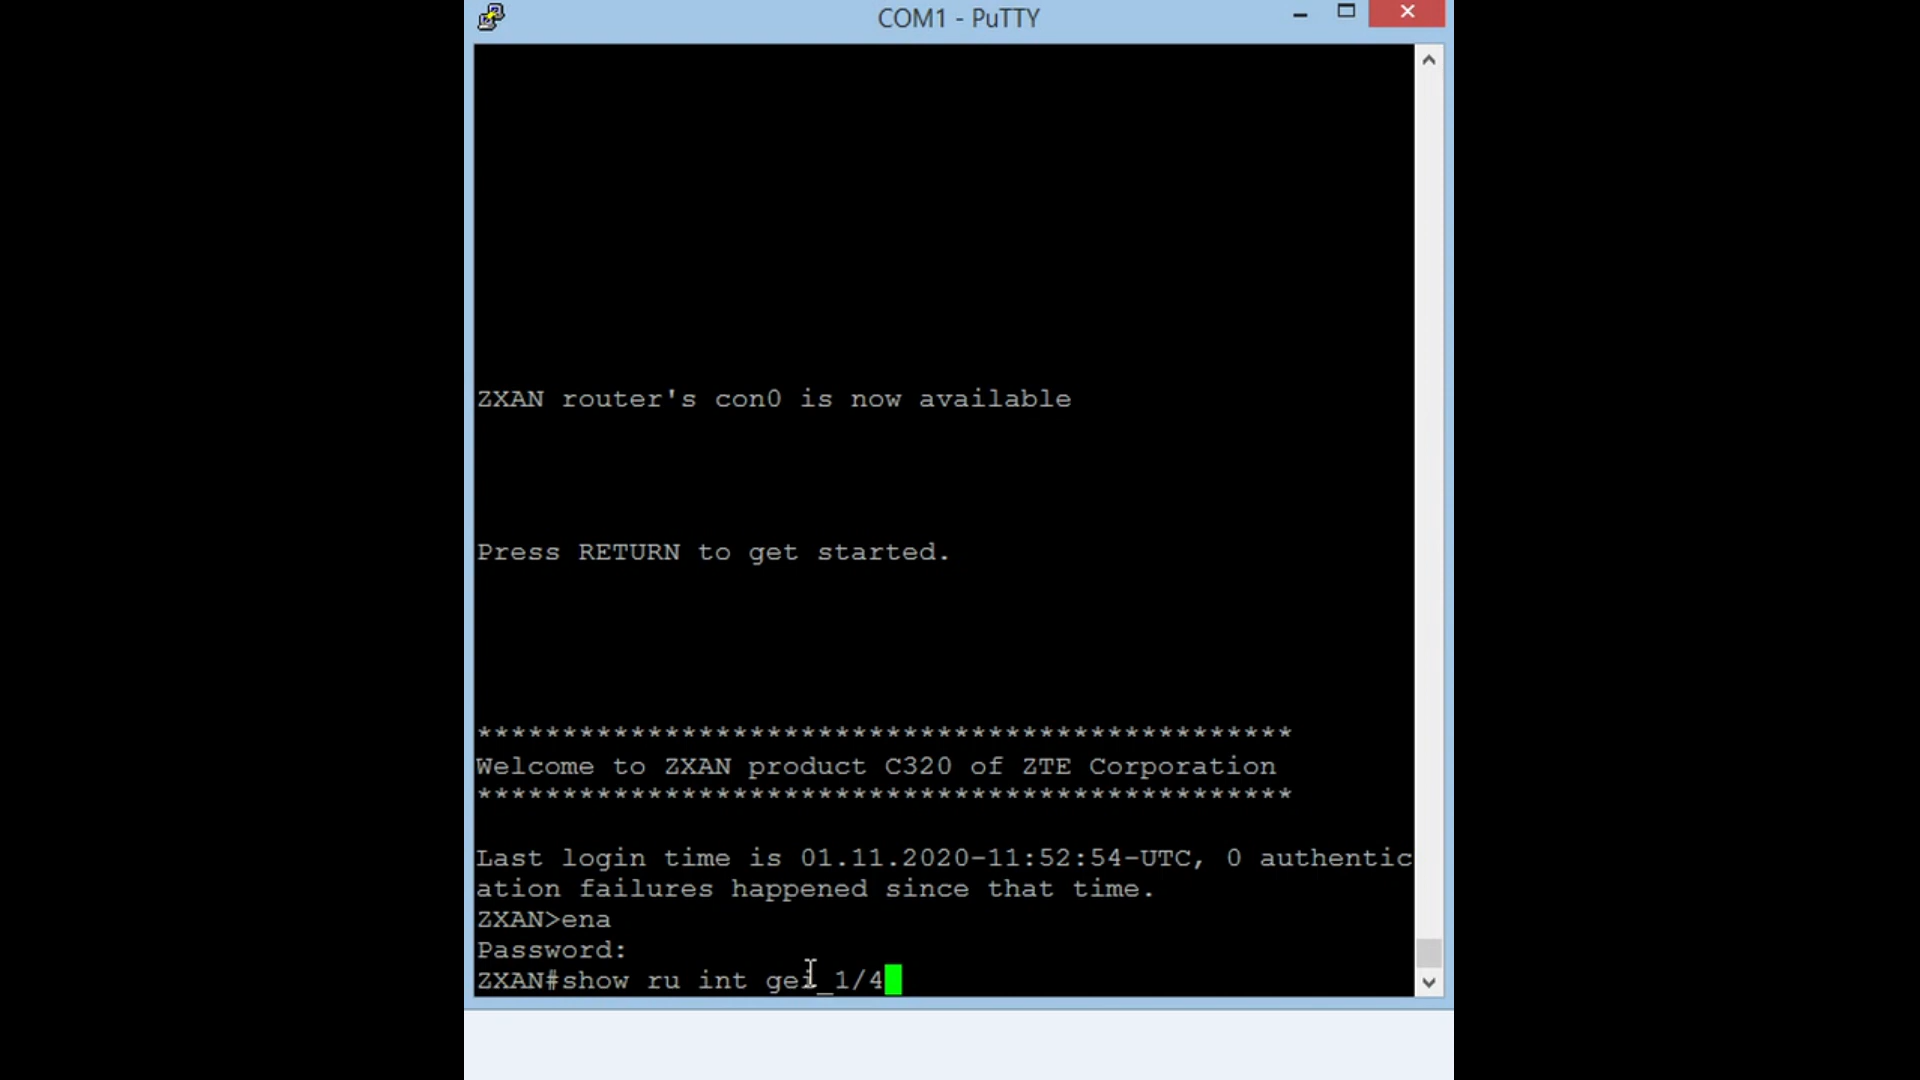 COM1 - PuTTY
ZXAN router's con0 is now available
Press RETURN to get started.
************************************************
Welcome to ZXAN product C320 of ZTE Corporation
************************************************
Last login time is 01.11.2020-11:52:54-UTC, 0 authentic
ation failures happened since that time.
ZXAN>ena
Password:
ZXAN#show ru int gei_1/4